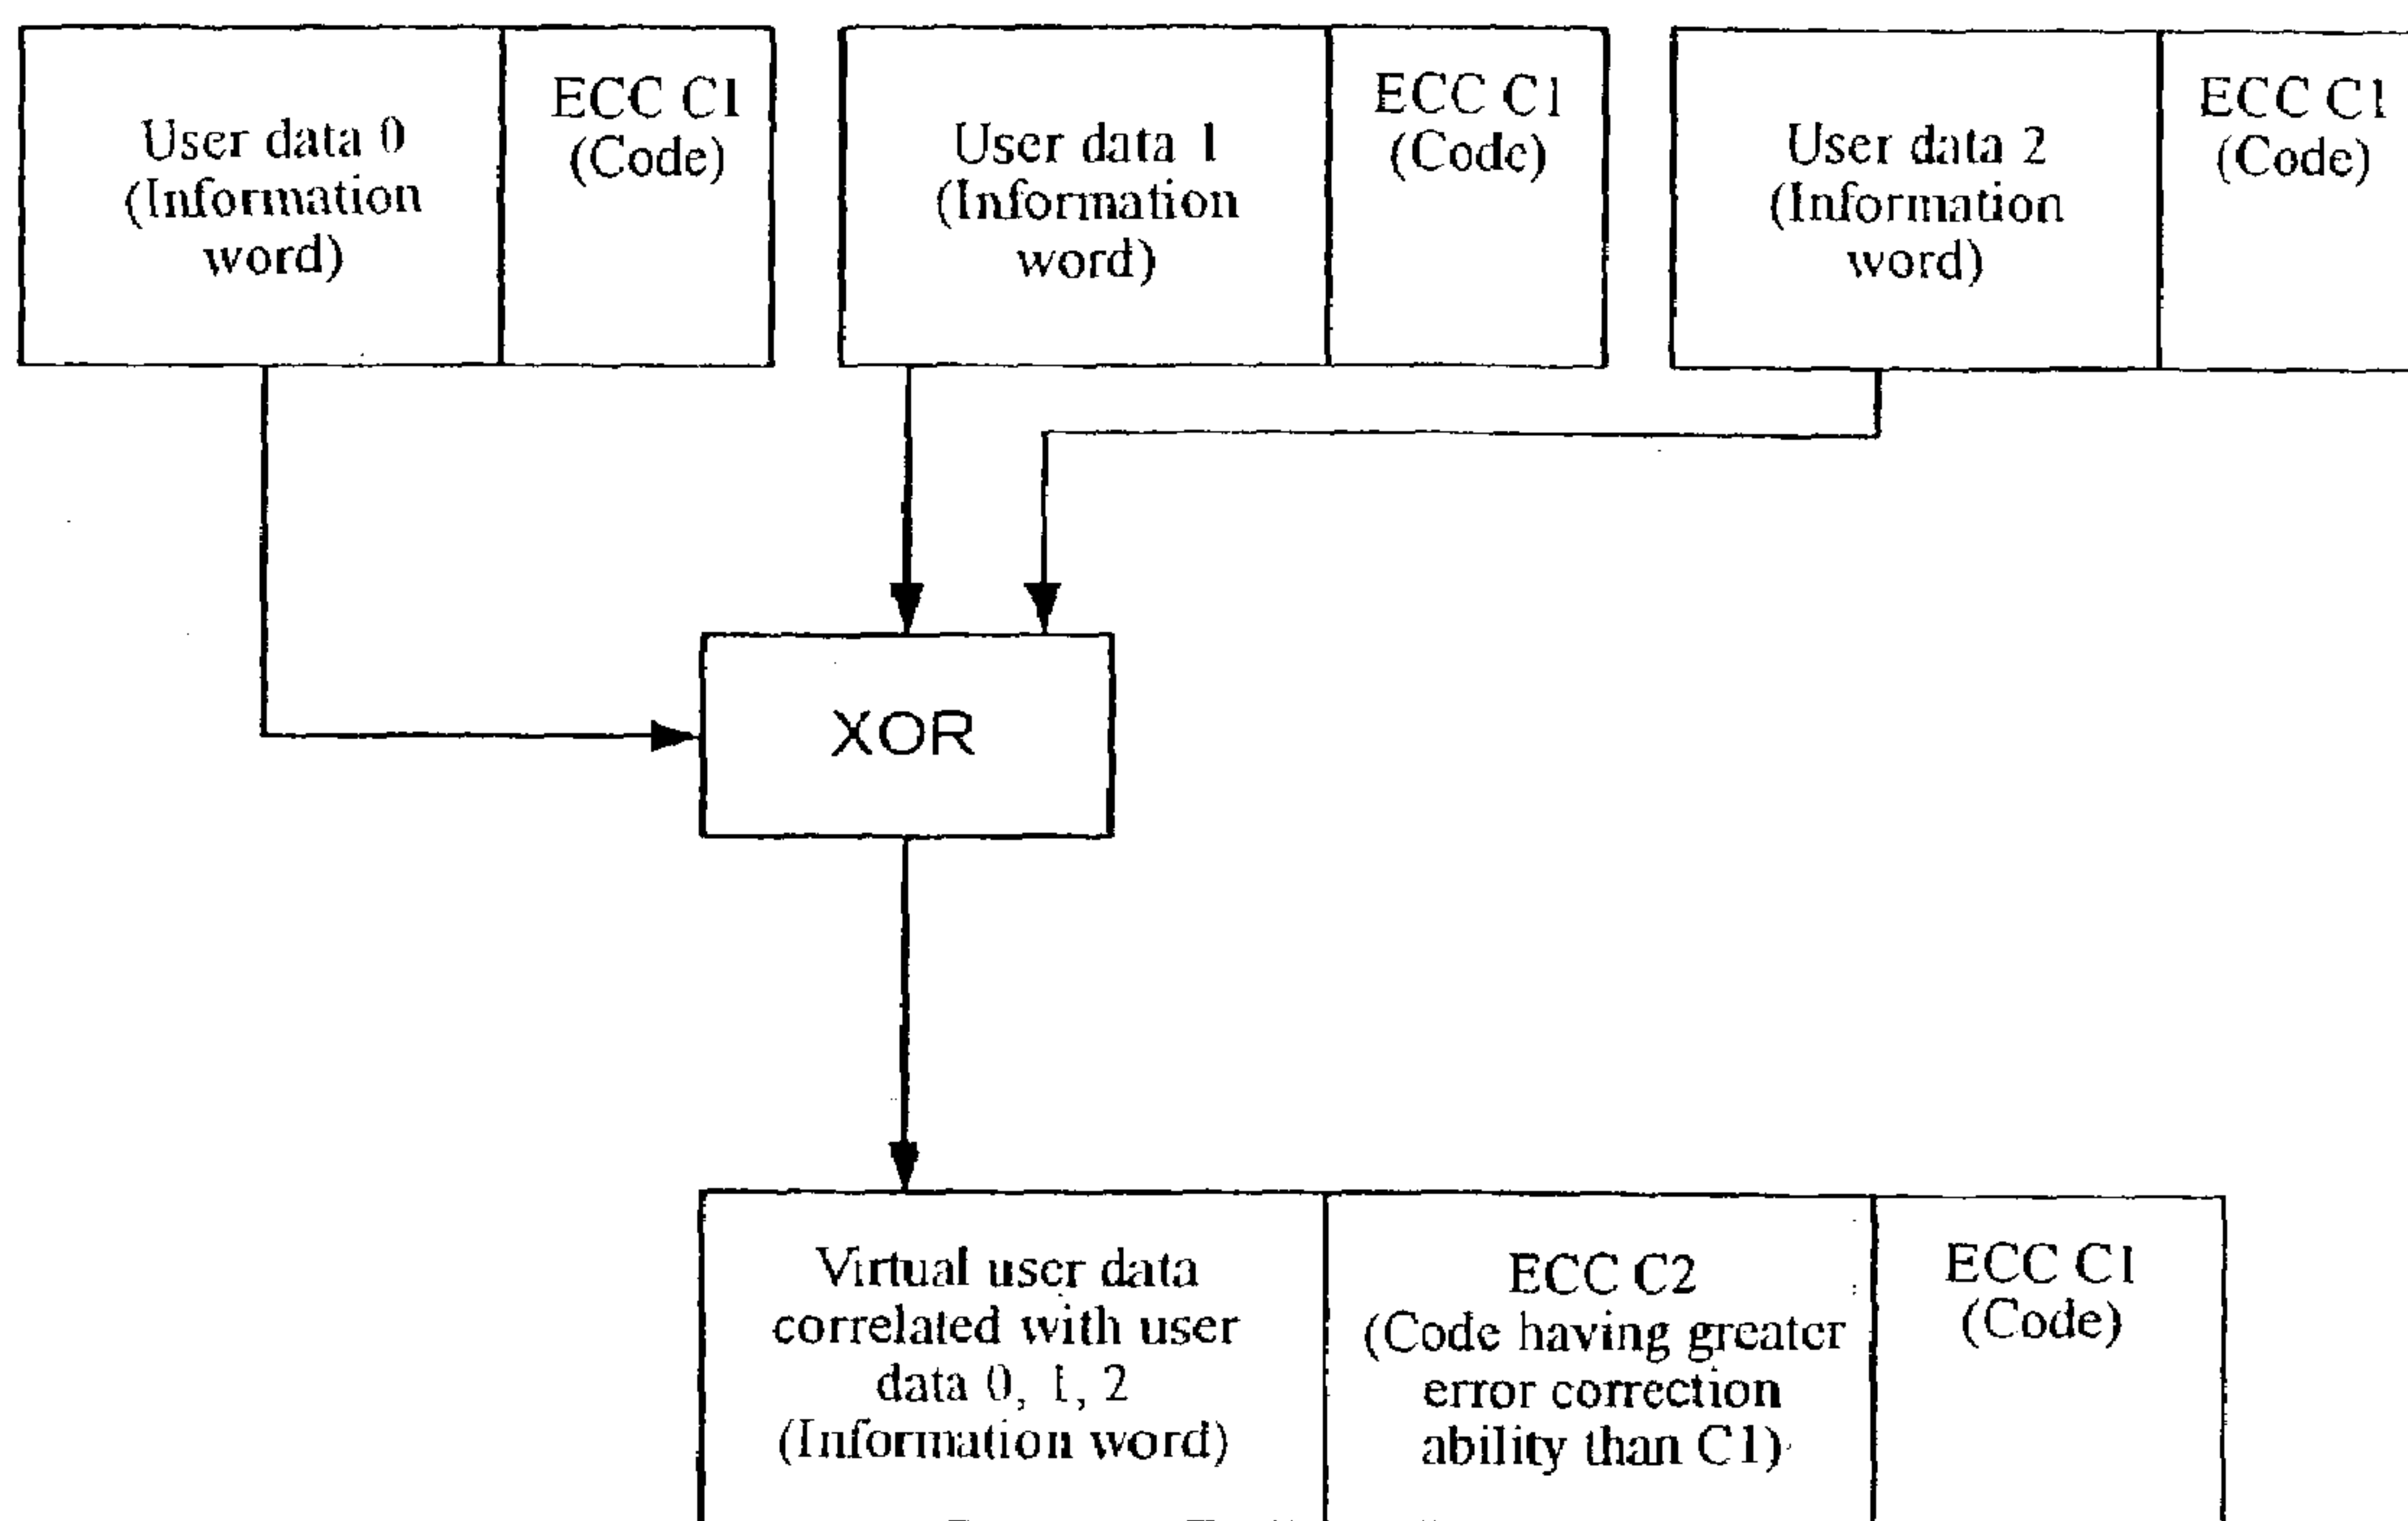 User data 0
(Information
word)
ECC C1
(Code)
User data 1
(Information
word)
ECC C1
(Code)
User data 2
(Information
word)
ECC C1
(Code)
XOR
Virtual user data
correlated with user
data 0, 1, 2
(Information word)
ECC C2
(Code having greater
error correction
ability than C1)
ECC C1
(Code)